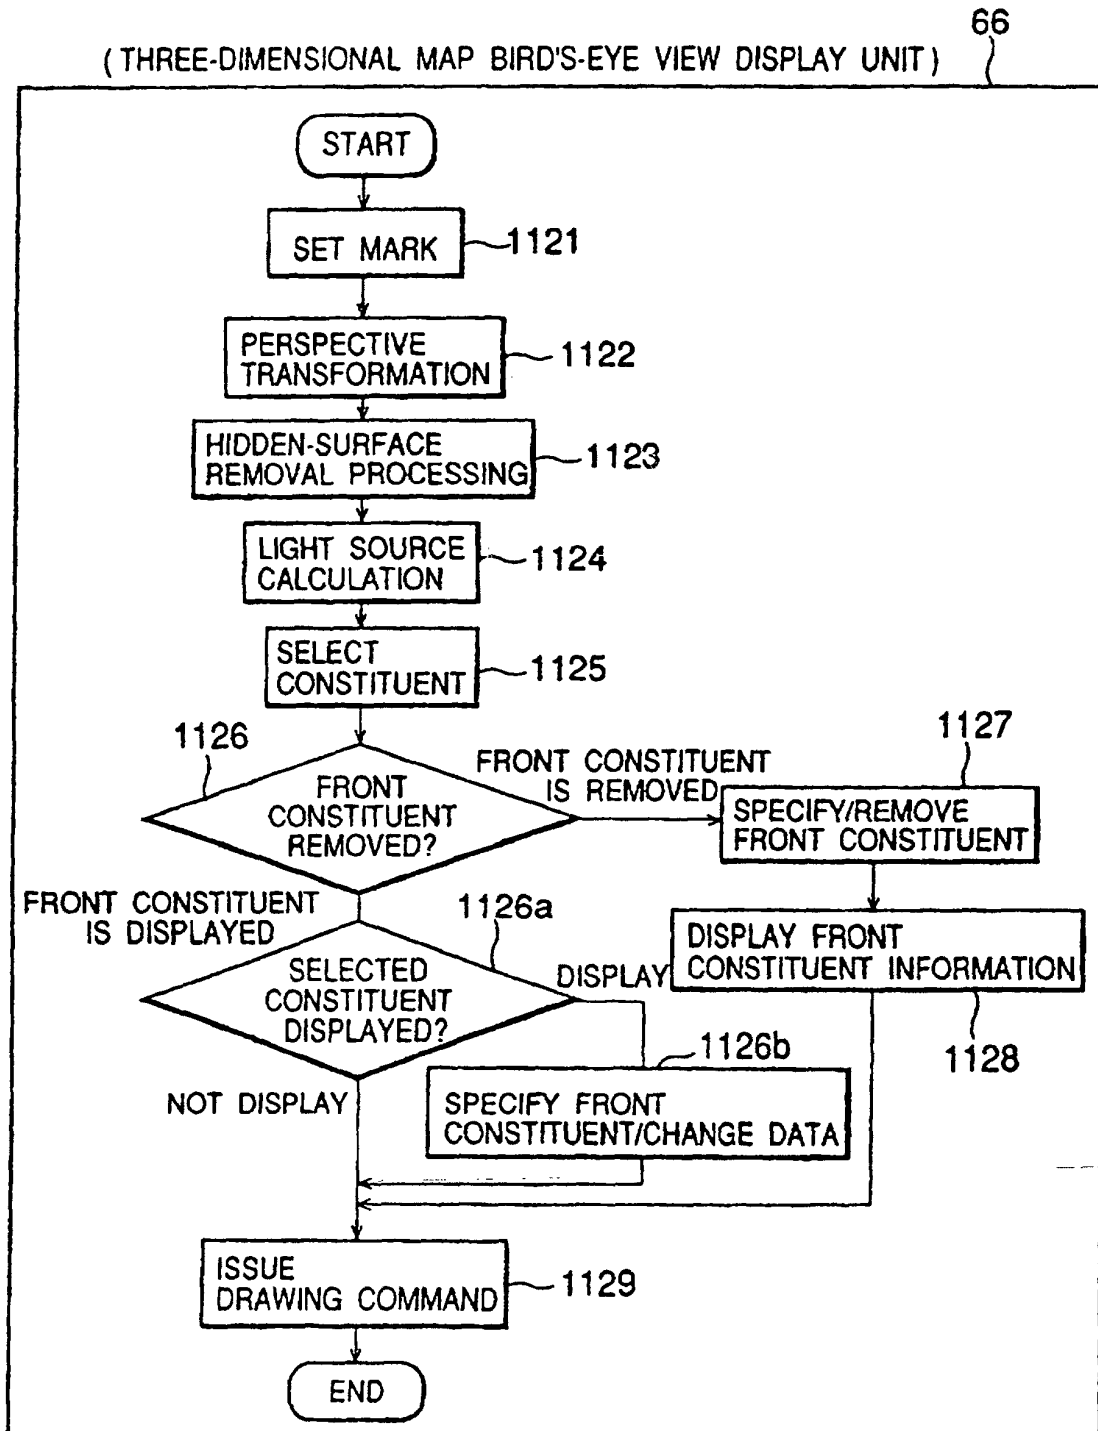 66
(THREE-DIMENSIONAL MAP BIRD'S-EYE VIEW DISPLAY UNIT)
START
SET MARK
1121
PERSPECTIVE
TRANSFORMATION
1122
HIDDEN-SURFACE
REMOVAL PROCESSING
1123
LIGHT SOURCE
CALCULATION
1124
SELECT
CONSTITUENT
1125
1126
FRONT
CONSTITUENT
REMOVED?
FRONT CONSTITUENT
IS REMOVED
1127
SPECIFY/REMOVE
FRONT CONSTITUENT
FRONT CONSTITUENT
IS DISPLAYED
1126a
SELECTED
CONSTITUENT
DISPLAYED?
DISPLAY
DISPLAY FRONT
CONSTITUENT INFORMATION
1128
NOT DISPLAY
1126b
SPECIFY FRONT
CONSTITUENT/CHANGE DATA
ISSUE
DRAWING COMMAND
1129
END